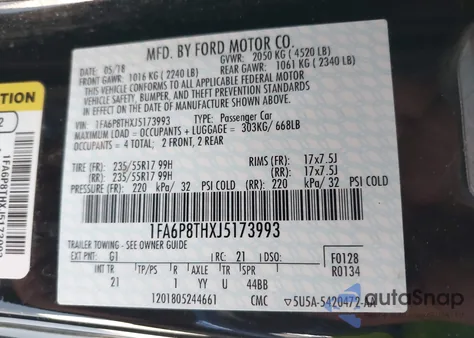 MFD. BY FORD MOTOR CO.
DATE: 05/18 GVWR: 2050 KG (4520 LB)
FRONT GAWR: 1016 KG (2240 LB) REAR GAWR: 1061 KG (2340 LB)
THIS VEHICLE CONFORMS TO ALL APPLICABLE FEDERAL MOTOR
VEHICLE SAFETY, BUMPER, AND THEFT PREVENTION STANDARDS IN
EFFECT ON THE DATE OF MANUFACTURE SHOWN ABOVE.
VIN: 1FA6P8THXJ5173993 TYPE: Passenger Car
MAXIMUM LOAD = OCCUPANTS + LUGGAGE = 303KG / 668LB
OCCUPANTS = 4 TOTAL: 2 FRONT, 2 REAR
TIRE (FR): 235/55R17 99H RIMS (FF): 17x7.5J
(RR): 235/55R17 99H (RR): 17x7.5J
PRESSURE (FR): 220 kPa/ 32 PSI COLD (RR): 220 kPa/ 32 PSI COLD
1FA6P8THXJ5173993
TRAILER TOWING - SEE OWNER GUIDE
EXT PNT: G1 RC: 21 F0128
INT TR TP/PS R AXLE TR SPR R0134
21 1 YY U 44BB
1201805244661 CMC 5U5A-5420472-AA
1FA6P8THXJ5173993
autoSnap